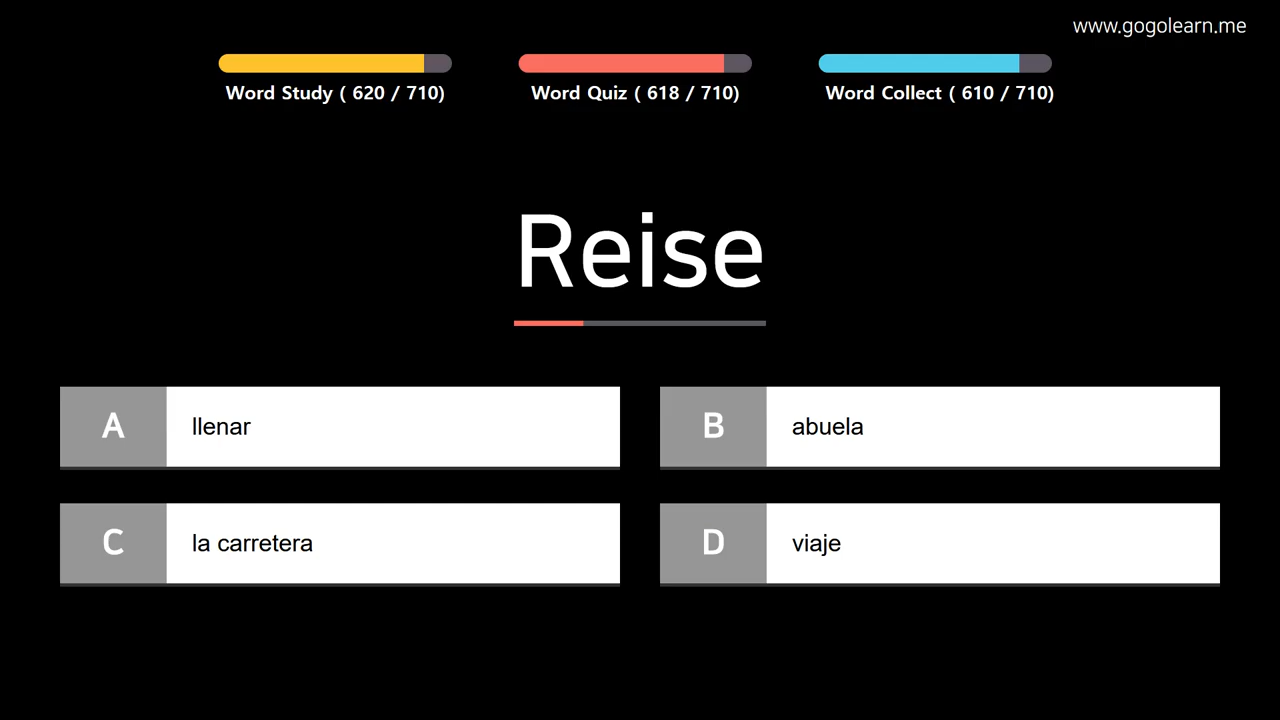 www.gogolearn.me
Word Study ( 620 / 710)
Word Quiz ( 618 / 710)
Word Collect ( 610 / 710)
Reise
A llenar
B abuela
C la carretera
D viaje